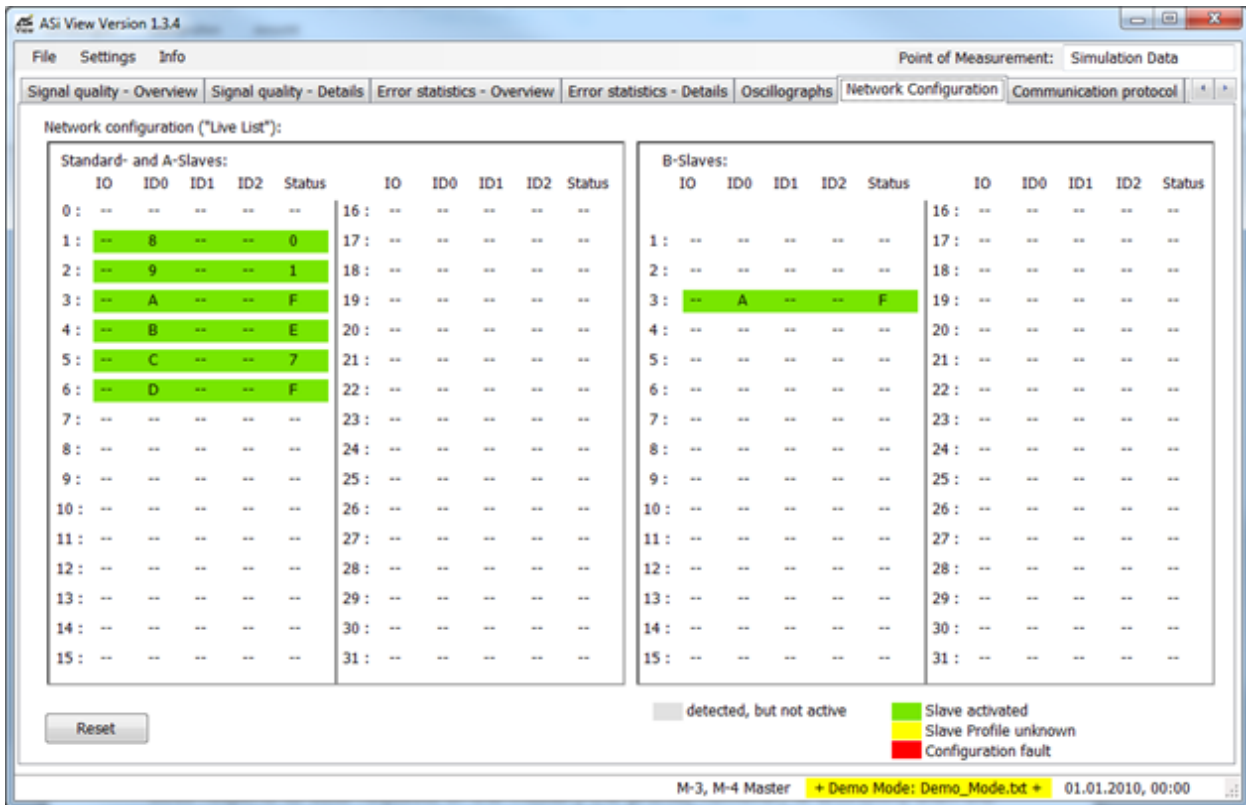 ASi View Version 1.3.4
File Settings Info Point of Measurement: Simulation Data
Signal quality - Overview Signal quality - Details Error statistics - Overview Error statistics - Details Oscillographs Network Configuration Communication protocol
Network configuration ("Live List"):
Standard- and A-Slaves: B-Slaves:
IO ID0 ID1 ID2 Status IO ID0 ID1 ID2 Status IO ID0 ID1 ID2 Status IO ID0 ID1 ID2 Status
0 : -- -- -- -- -- 16 : -- -- -- -- -- 16 : -- -- -- -- --
1 : -- 8 -- -- 0 17 : -- -- -- -- -- 1 : -- -- -- -- -- 17 : -- -- -- -- --
2 : -- 9 -- -- 1 18 : -- -- -- -- -- 2 : -- -- -- -- -- 18 : -- -- -- -- --
3 : -- A -- -- F 19 : -- -- -- -- -- 3 : -- A -- -- F 19 : -- -- -- -- --
4 : -- B -- -- E 20 : -- -- -- -- -- 4 : -- -- -- -- -- 20 : -- -- -- -- --
5 : -- C -- -- 7 21 : -- -- -- -- -- 5 : -- -- -- -- -- 21 : -- -- -- -- --
6 : -- D -- -- F 22 : -- -- -- -- -- 6 : -- -- -- -- -- 22 : -- -- -- -- --
7 : -- -- -- -- -- 23 : -- -- -- -- -- 7 : -- -- -- -- -- 23 : -- -- -- -- --
8 : -- -- -- -- -- 24 : -- -- -- -- -- 8 : -- -- -- -- -- 24 : -- -- -- -- --
9 : -- -- -- -- -- 25 : -- -- -- -- -- 9 : -- -- -- -- -- 25 : -- -- -- -- --
10 : -- -- -- -- -- 26 : -- -- -- -- -- 10 : -- -- -- -- -- 26 : -- -- -- -- --
11 : -- -- -- -- -- 27 : -- -- -- -- -- 11 : -- -- -- -- -- 27 : -- -- -- -- --
12 : -- -- -- -- -- 28 : -- -- -- -- -- 12 : -- -- -- -- -- 28 : -- -- -- -- --
13 : -- -- -- -- -- 29 : -- -- -- -- -- 13 : -- -- -- -- -- 29 : -- -- -- -- --
14 : -- -- -- -- -- 30 : -- -- -- -- -- 14 : -- -- -- -- -- 30 : -- -- -- -- --
15 : -- -- -- -- -- 31 : -- -- -- -- -- 15 : -- -- -- -- -- 31 : -- -- -- -- --
detected, but not active Slave activated
Reset Slave Profile unknown
Configuration fault
M-3, M-4 Master + Demo Mode: Demo_Mode.txt + 01.01.2010, 00:00